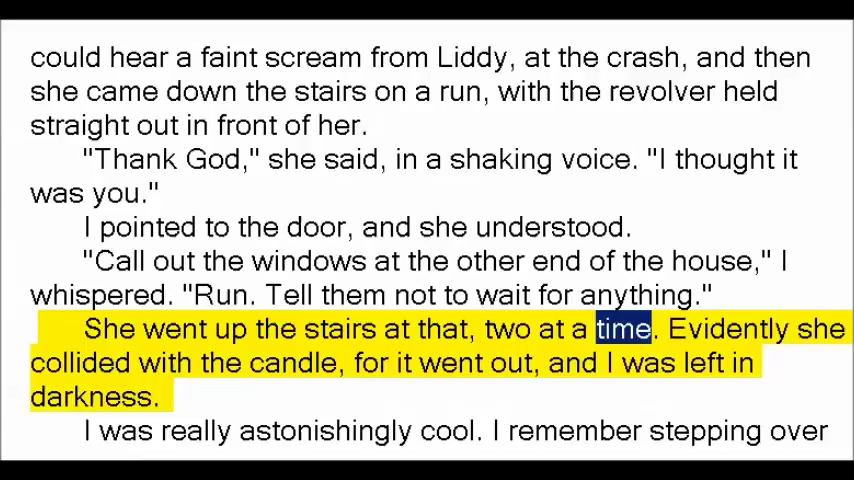 could hear a faint scream from Liddy, at the crash, and then
she came down the stairs on a run, with the revolver held
straight out in front of her.
"Thank God," she said, in a shaking voice. "I thought it
was you."
I pointed to the door, and she understood.
"Call out the windows at the other end of the house," I
whispered. "Run. Tell them not to wait for anything."
She went up the stairs at that, two at a time. Evidently she
collided with the candle, for it went out, and I was left in
darkness.
I was really astonishingly cool. I remember stepping over